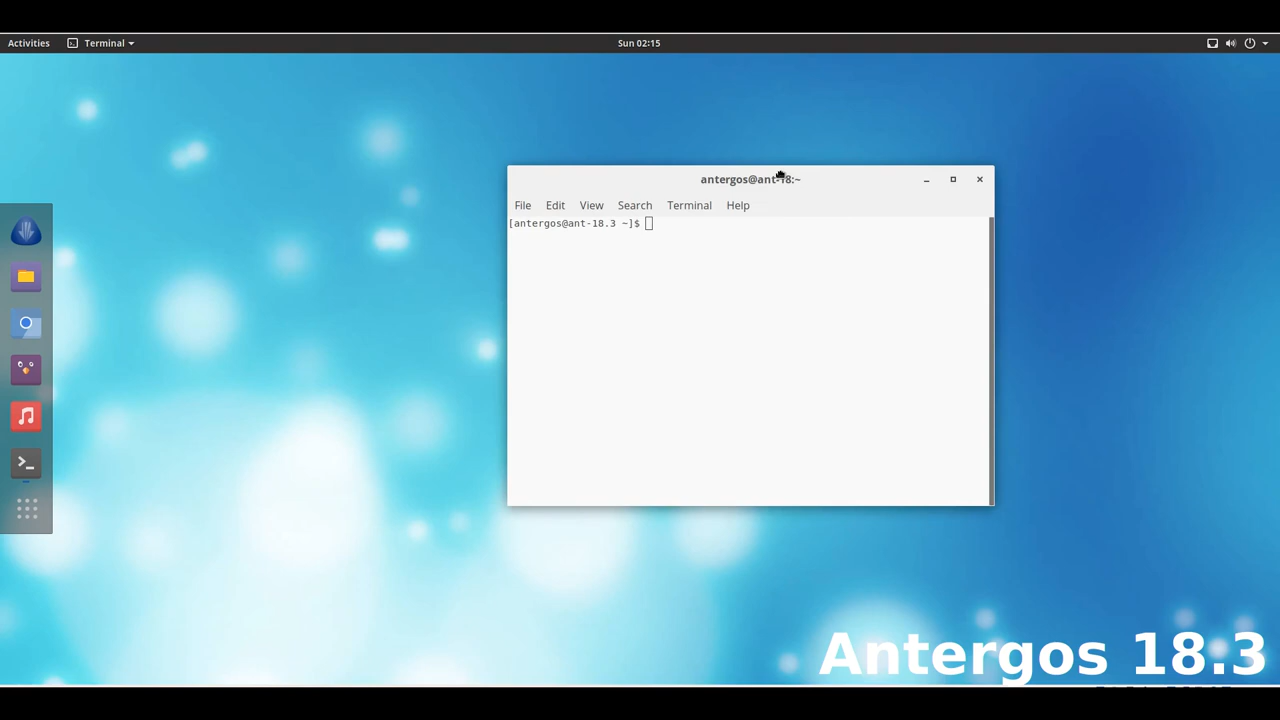 Activities Terminal Sun 02:15
antergos@ant-18:~
File Edit View Search Terminal Help
[antergos@ant-18.3 ~]$
Antergos 18.3